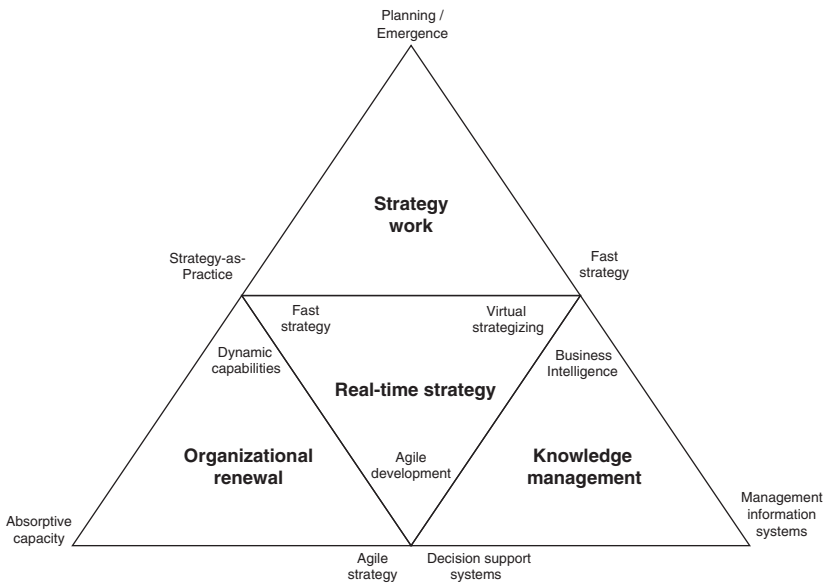 Planning /
Emergence
Strategy
work
Strategy-as-
Practice
Fast
strategy
Fast
strategy
Virtual
strategizing
Dynamic
capabilities
Business
Intelligence
Real-time strategy
Organizational
renewal
Agile
development
Knowledge
management
Absorptive
capacity
Management
information
systems
Agile
strategy
Decision support
systems